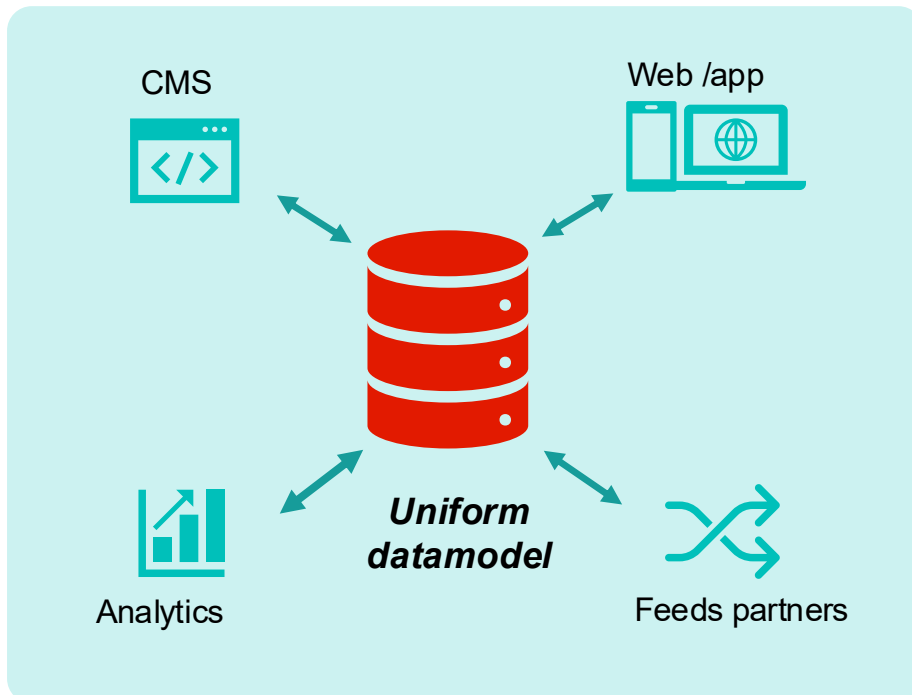 CMS
Web /app
</>
Uniform
datamodel
Analytics
Feeds partners